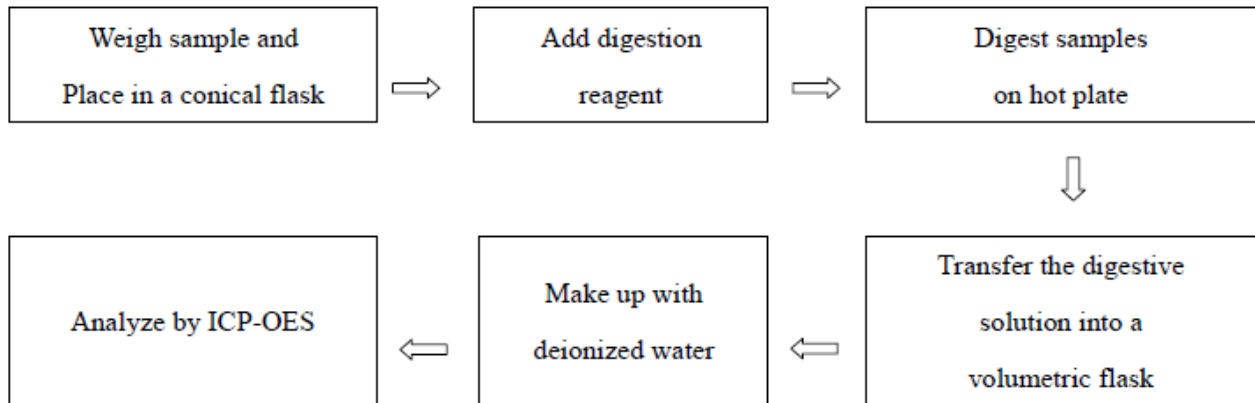 Weigh sample and
Place in a conical flask
Add digestion
reagent
Digest samples
on hot plate
Transfer the digestive
solution into a
volumetric flask
Make up with
deionized water
Analyze by ICP-OES